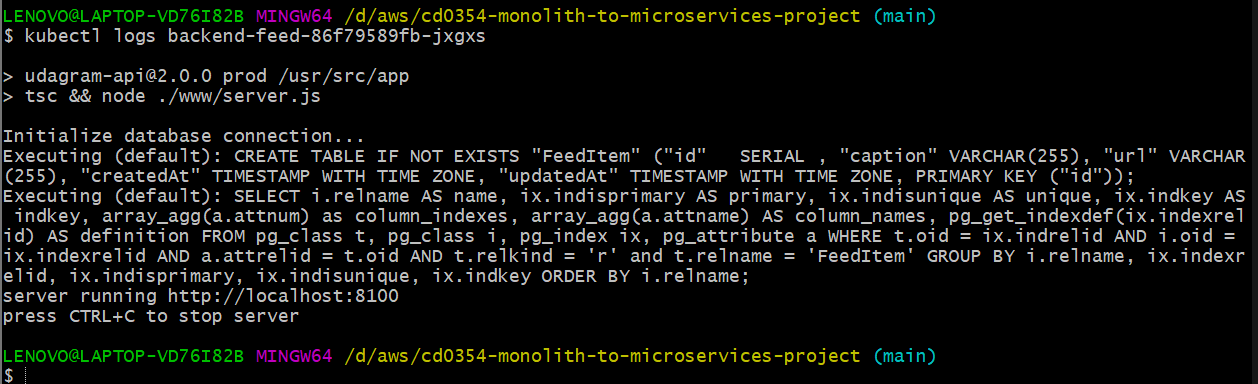 LENOVO@LAPTOP-VD76I82B MINGW64 /d/aws/cd0354-monolith-to-microservices-project (main)
$ kubectl logs backend-feed-86f79589fb-jxgxs
> udagram-api@2.0.0 prod /usr/src/app
> tsc && node ./www/server.js
Initialize database connection...
Executing (default): CREATE TABLE IF NOT EXISTS "FeedItem" ("id"   SERIAL , "caption" VARCHAR(255), "url" VARCHAR
(255), "createdAt" TIMESTAMP WITH TIME ZONE, "updatedAt" TIMESTAMP WITH TIME ZONE, PRIMARY KEY ("id"));
Executing (default): SELECT i.relname AS name, ix.indisprimary AS primary, ix.indisunique AS unique, ix.indkey AS
 indkey, array_agg(a.attnum) as column_indexes, array_agg(a.attname) AS column_names, pg_get_indexdef(ix.indexrel
id) AS definition FROM pg_class t, pg_class i, pg_index ix, pg_attribute a WHERE t.oid = ix.indrelid AND i.oid =
ix.indexrelid AND a.attrelid = t.oid AND t.relkind = 'r' and t.relname = 'FeedItem' GROUP BY i.relname, ix.indexr
elid, ix.indisprimary, ix.indisunique, ix.indkey ORDER BY i.relname;
server running http://localhost:8100
press CTRL+C to stop server
LENOVO@LAPTOP-VD76I82B MINGW64 /d/aws/cd0354-monolith-to-microservices-project (main)
$